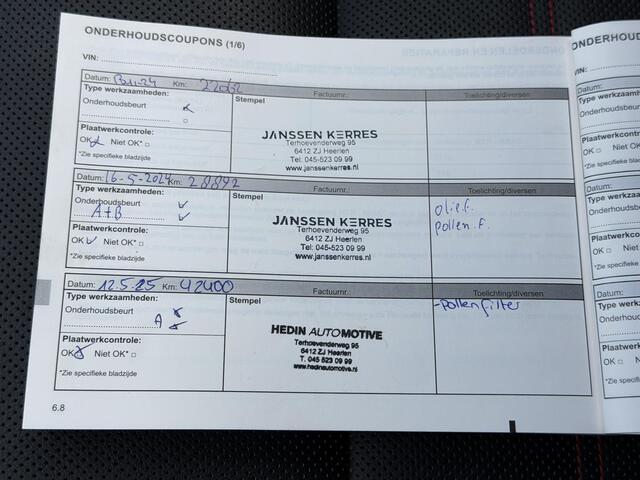 ONDERHOUDSCOUPONS (1/6)
VIN:
Datum: Km:
Type werkzaamheden:
Onderhoudsbeurt
Stempel
Factuurnr.:
Toelichting/diversen
JANSSEN KERRES
Terhoevenderweg 95
6412 ZJ Heerlen
Tel: 045-523 09 99
www.janssenkerres.nl
Plaatwerkcontrole:
OK Niet OK*
*Zie specifieke bladzijde
Datum: 16-5-2024 Km: 28892
Type werkzaamheden:
Onderhoudsbeurt
A+B
Stempel
Factuurnr.:
Toelichting/diversen
olie f.
pollen.f.
JANSSEN KERRES
Terhoevenderweg 95
6412 ZJ Heerlen
Tel: 045-523 09 99
www.janssenkerres.nl
Plaatwerkcontrole:
OK Niet OK*
*Zie specifieke bladzijde
Datum: 12.5.25 Km: 42400
Type werkzaamheden:
Onderhoudsbeurt
A
Stempel
Factuurnr.:
Toelichting/diversen
-pollenfilter
HEDIN AUTOMOTIVE
Terhoevenderweg 95
6412 ZJ Heerlen
T. 045 523 09 99
www.hedinautomotive.nl
Plaatwerkcontrole:
OK Niet OK*
*Zie specifieke bladzijde
6.8